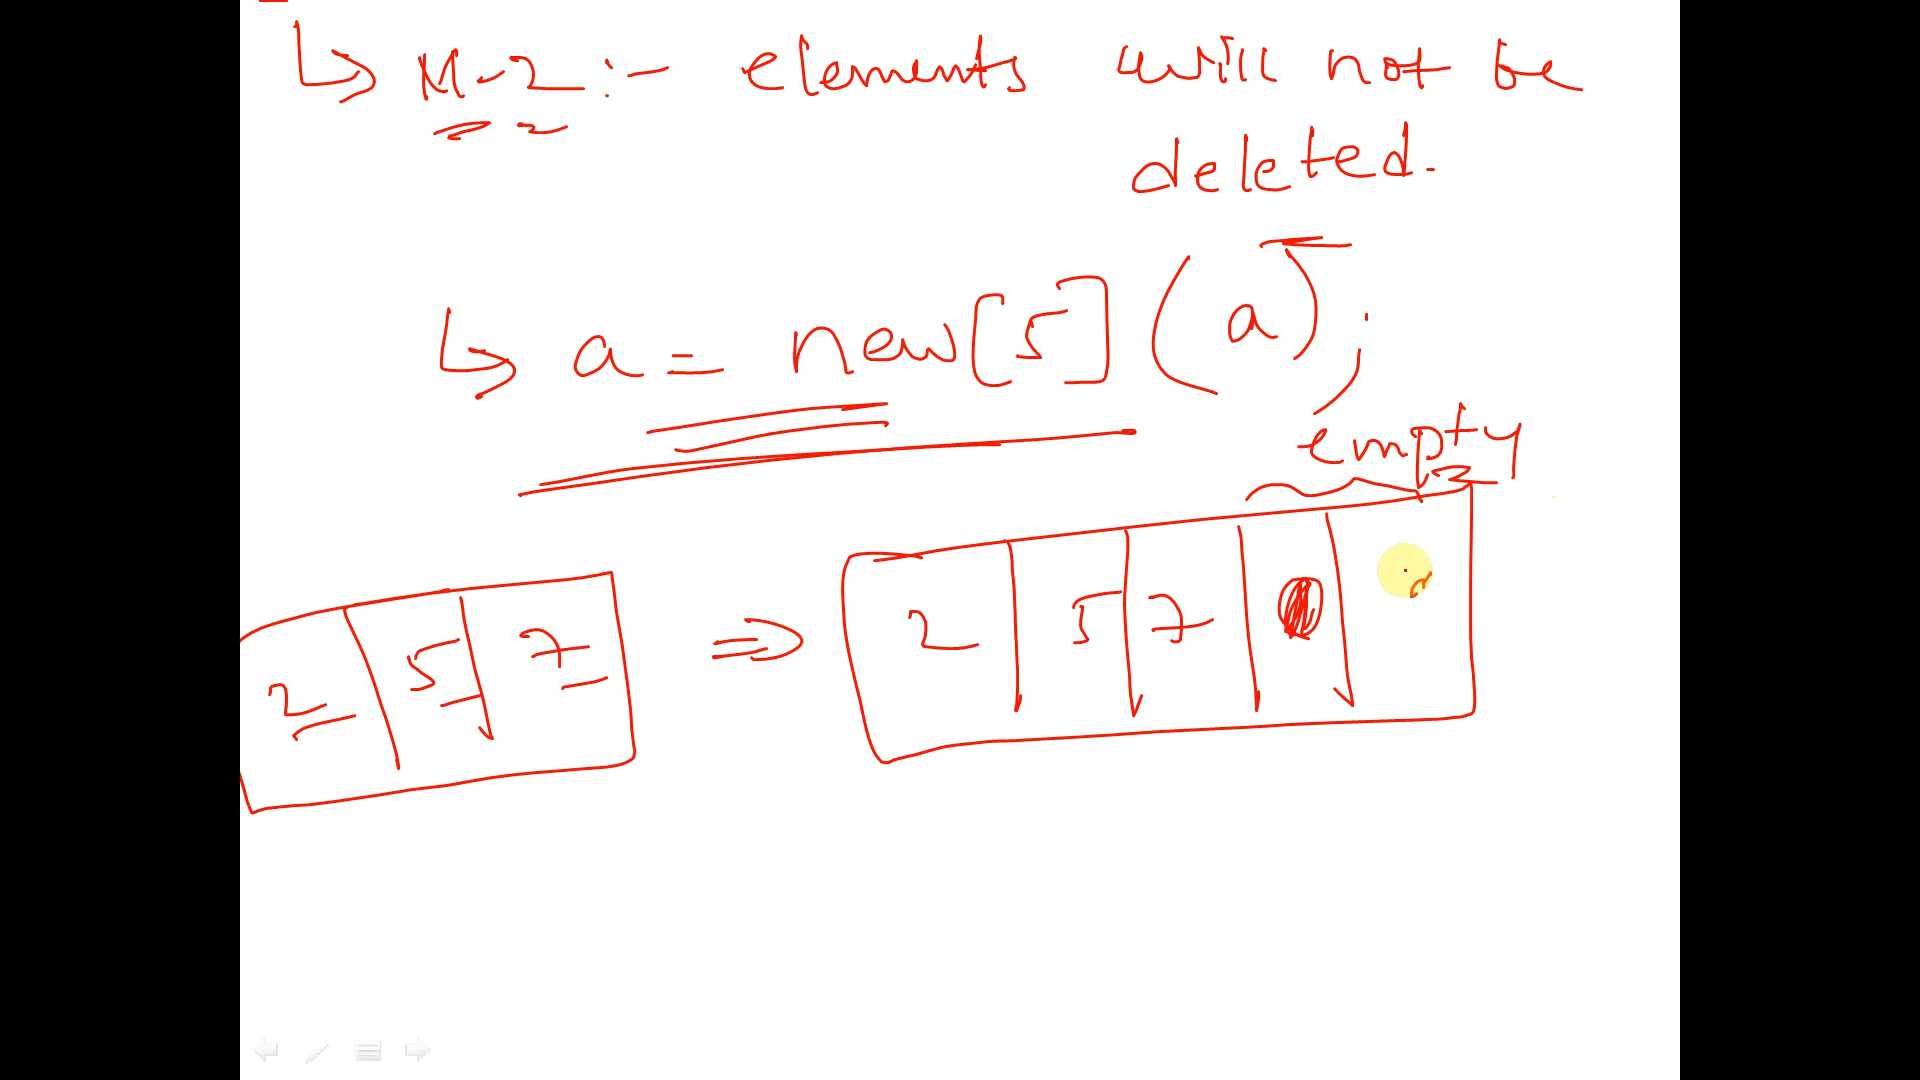 ↳ M-2 :- elements will not be
deleted.
↳ a = new[5](a);
empty
2 5 7 ⇒ 2 5 7